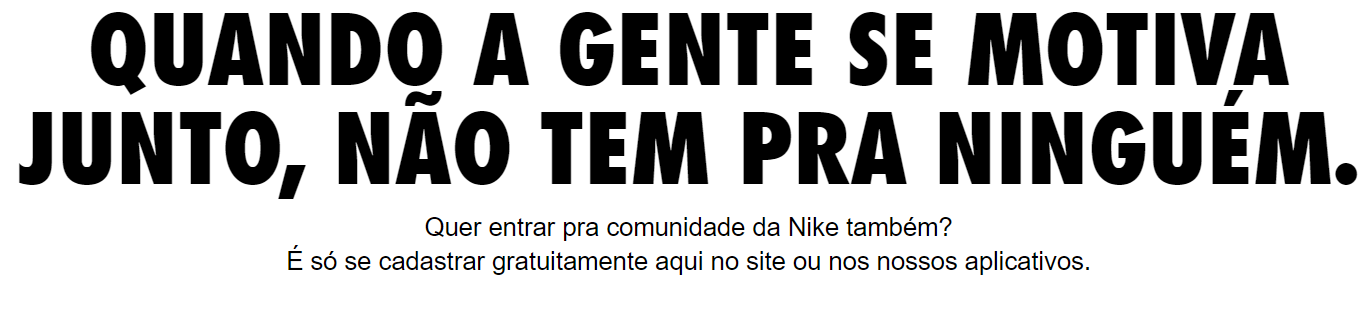 QUANDO A GENTE SE MOTIVA
JUNTO, NÃO TEM PRA NINGUÉM.
Quer entrar pra comunidade da Nike também?
É só se cadastrar gratuitamente aqui no site ou nos nossos aplicativos.